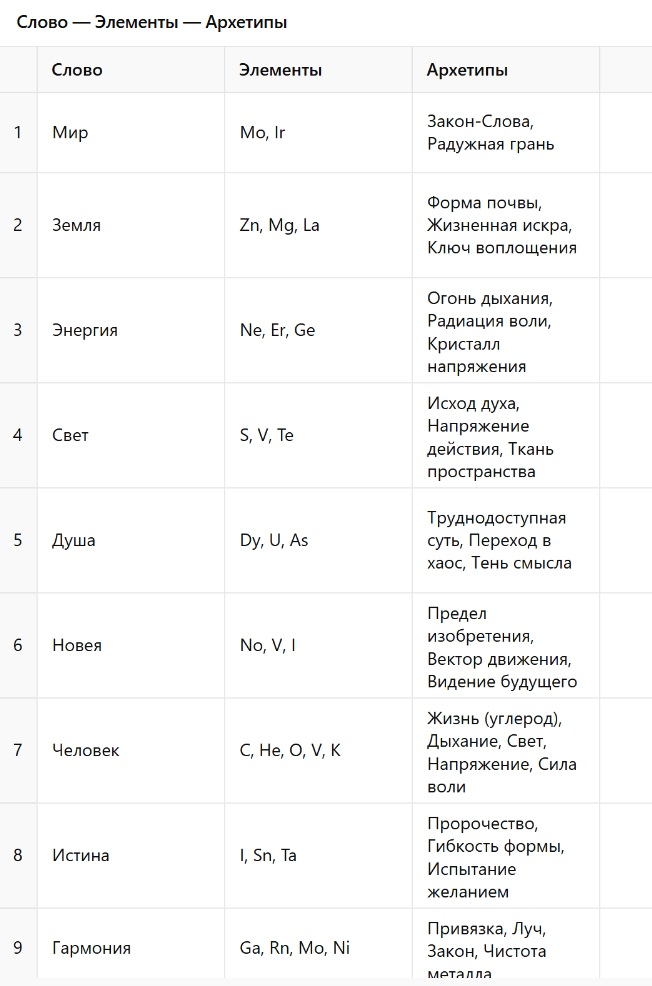 Слово — Элементы — Архетипы
Слово Элементы Архетипы
1 Мир Mo, Ir Закон-Слова,
Радужная грань
2 Земля Zn, Mg, La Форма почвы,
Жизненная искра,
Ключ воплощения
3 Энергия Ne, Er, Ge Огонь дыхания,
Радиация воли,
Кристалл
напряжения
4 Свет S, V, Te Исход духа,
Напряжение
действия, Ткань
пространства
5 Душа Dy, U, As Труднодоступная
суть, Переход в
хаос, Тень смысла
6 Новея No, V, I Предел
изобретения,
Вектор движения,
Видение будущего
7 Человек C, He, O, V, K Жизнь (углерод),
Дыхание, Свет,
Напряжение, Сила
воли
8 Истина I, Sn, Ta Пророчество,
Гибкость формы,
Испытание
желанием
9 Гармония Ga, Rn, Mo, Ni Привязка, Луч,
Закон, Чистота
металла